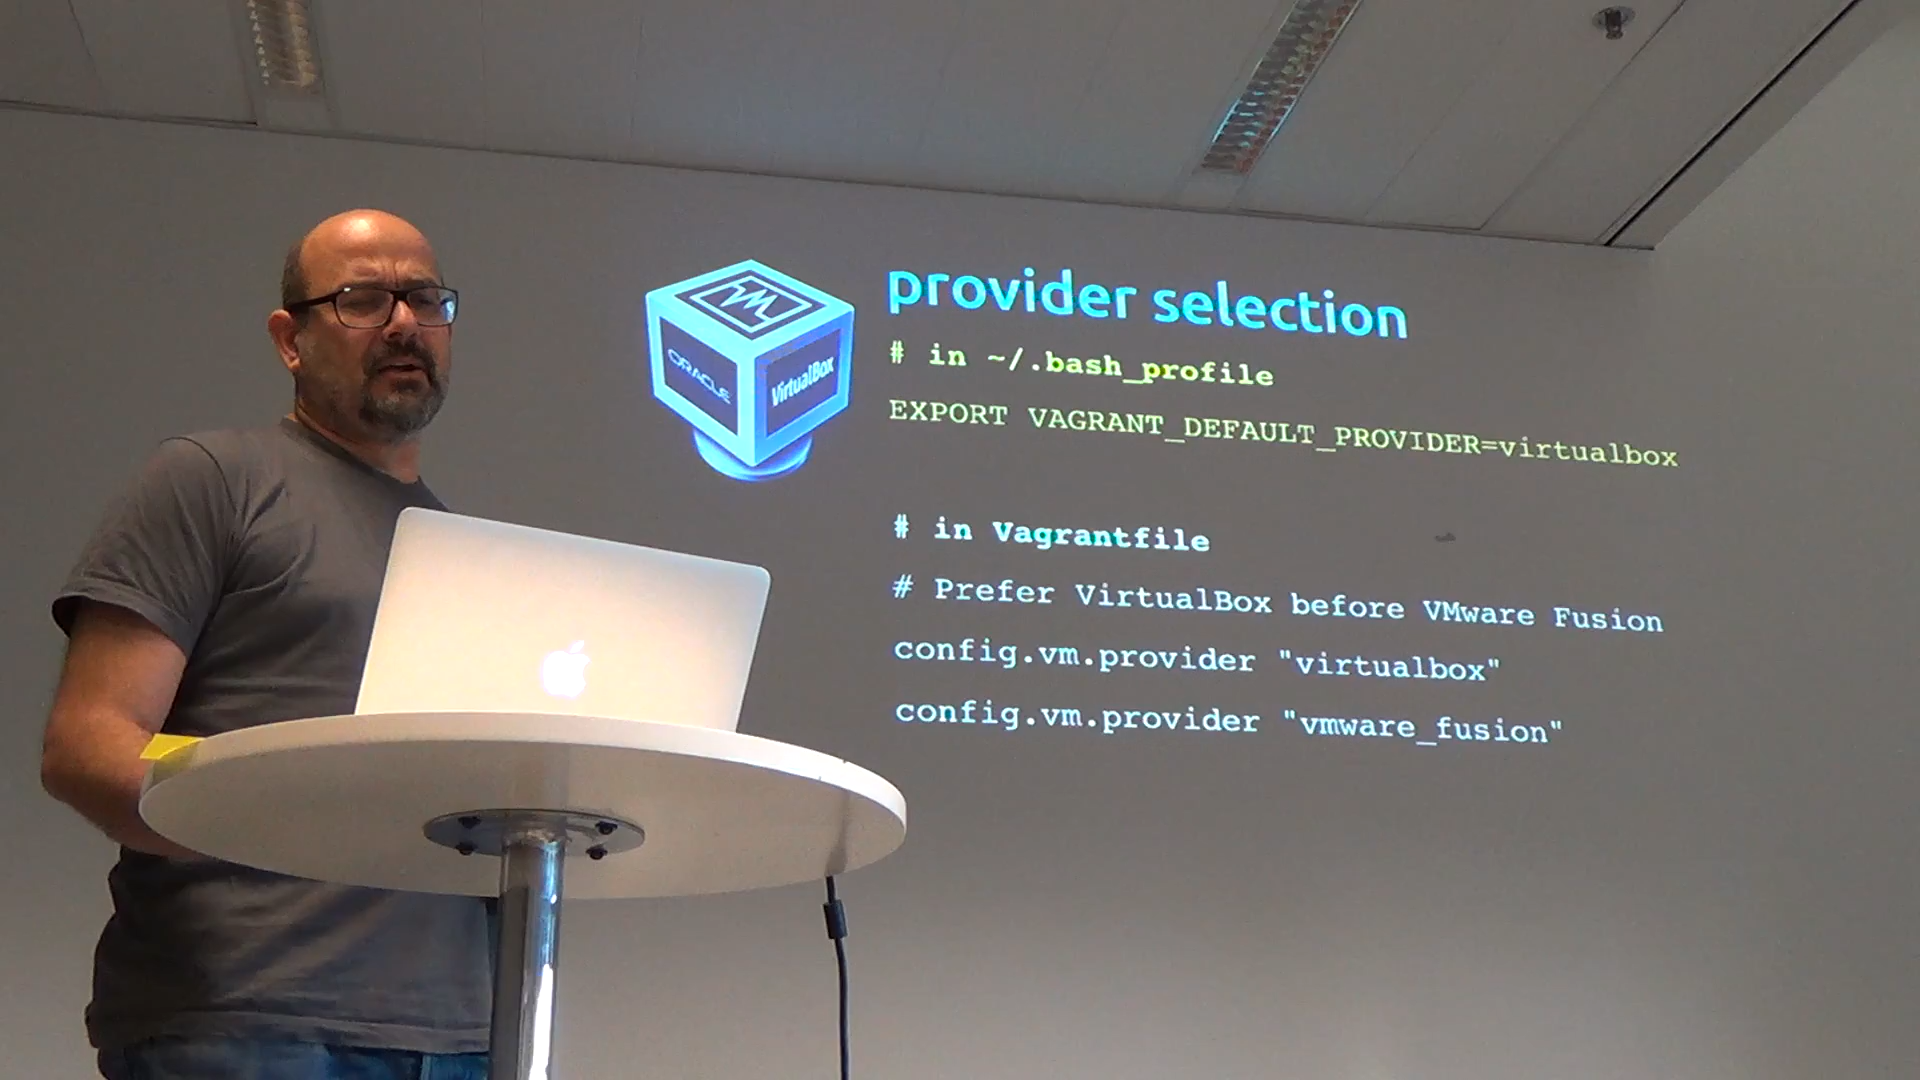 VM
ORACLE
VirtualBox
provider selection
# in ~/.bash_profile
EXPORT VAGRANT_DEFAULT_PROVIDER=virtualbox
# in Vagrantfile
# Prefer VirtualBox before VMware Fusion
config.vm.provider "virtualbox"
config.vm.provider "vmware_fusion"